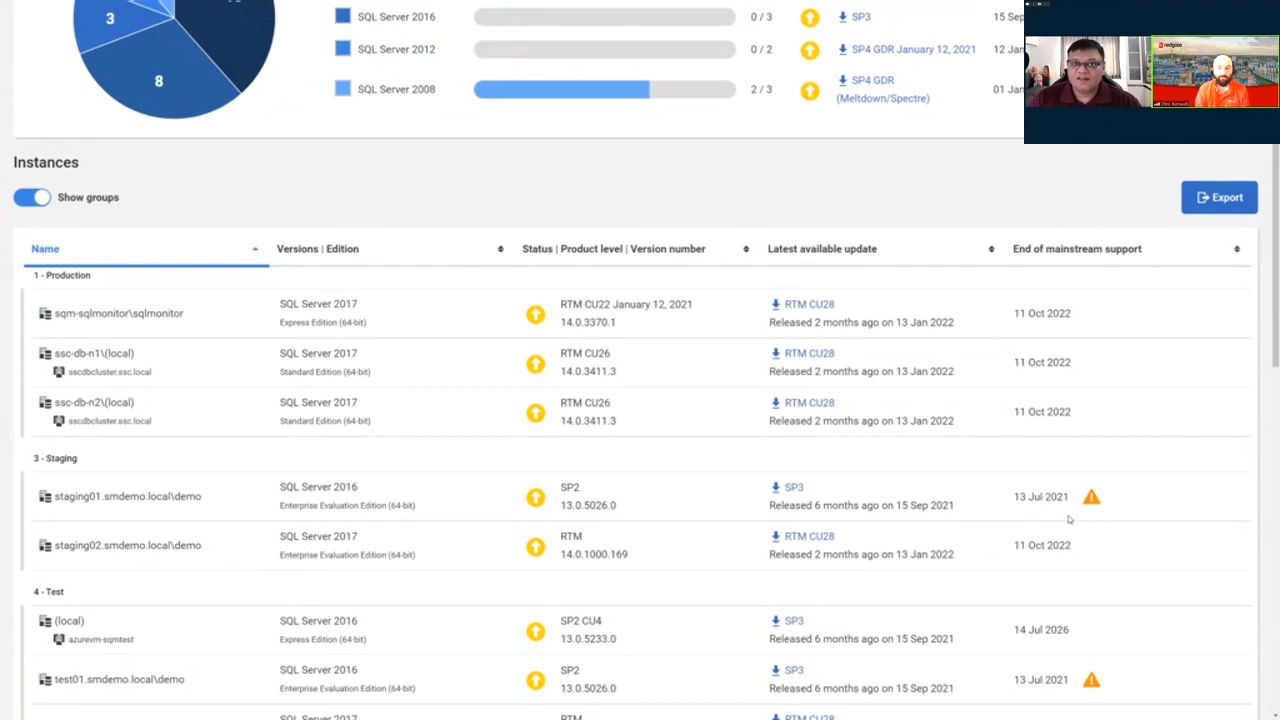 3
8
SQL Server 2016 0 / 3 SP3 15 Sep
SQL Server 2012 0 / 2 SP4 GDR January 12, 2021 12 Jan
SQL Server 2008 2 / 3 SP4 GDR (Meltdown/Spectre) 01 Jan
redgate
Instances
Show groups
Export
Name Versions | Edition Status | Product level | Version number Latest available update End of mainstream support
1 - Production
sqm-sqlmonitor\sqlmonitor SQL Server 2017 RTM CU22 January 12, 2021 RTM CU28 11 Oct 2022
Express Edition (64-bit) 14.0.3370.1 Released 2 months ago on 13 Jan 2022
ssc-db-n1\(local) SQL Server 2017 RTM CU26 RTM CU28 11 Oct 2022
sscdbcluster.ssc.local Standard Edition (64-bit) 14.0.3411.3 Released 2 months ago on 13 Jan 2022
ssc-db-n2\(local) SQL Server 2017 RTM CU26 RTM CU28 11 Oct 2022
sscdbcluster.ssc.local Standard Edition (64-bit) 14.0.3411.3 Released 2 months ago on 13 Jan 2022
3 - Staging
staging01.smdemo.local\demo SQL Server 2016 SP2 SP3 13 Jul 2021
Enterprise Evaluation Edition (64-bit) 13.0.5026.0 Released 6 months ago on 15 Sep 2021
staging02.smdemo.local\demo SQL Server 2017 RTM RTM CU28 11 Oct 2022
Enterprise Evaluation Edition (64-bit) 14.0.1000.169 Released 2 months ago on 13 Jan 2022
4 - Test
(local) SQL Server 2016 SP2 CU4 SP3 14 Jul 2026
azurevm-sqmtest Express Edition (64-bit) 13.0.5233.0 Released 6 months ago on 15 Sep 2021
test01.smdemo.local\demo SQL Server 2016 SP2 SP3 13 Jul 2021
Enterprise Evaluation Edition (64-bit) 13.0.5026.0 Released 6 months ago on 15 Sep 2021
SQL Server 2017 RTM RTM CU28